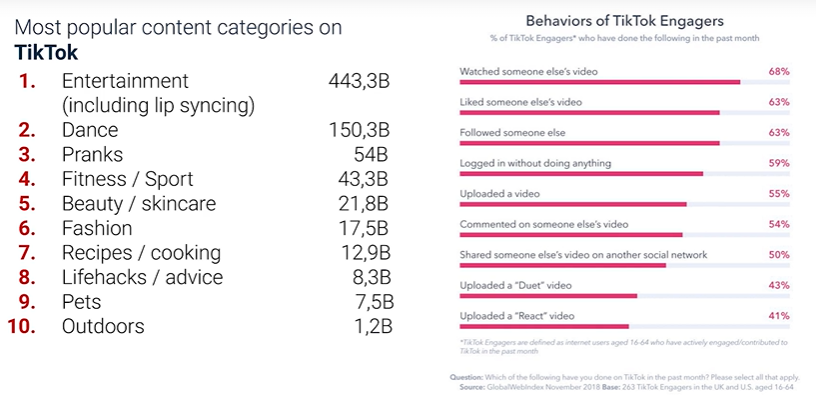 Most popular content categories on
TikTok
1. Entertainment 443,3B
(including lip syncing)
2. Dance 150,3B
3. Pranks 54B
4. Fitness / Sport 43,3B
5. Beauty / skincare 21,8B
6. Fashion 17,5B
7. Recipes / cooking 12,9B
8. Lifehacks / advice 8,3B
9. Pets 7,5B
10. Outdoors 1,2B
Behaviors of TikTok Engagers
% of TikTok Engagers* who have done the following in the past month
Watched someone else's video 68%
Liked someone else's video 63%
Followed someone else 63%
Logged in without doing anything 59%
Uploaded a video 55%
Commented on someone else's video 54%
Shared someone else's video on another social network 50%
Uploaded a "Duet" video 43%
Uploaded a "React" video 41%
*TikTok Engagers are defined as internet users aged 16-64 who have actively engaged/contributed to
TikTok in the past month
Question: Which of the following have you done on TikTok in the past month? Please select all that apply.
Source: GlobalWebIndex November 2018 Base: 263 TikTok Engagers in the UK and U.S. aged 16-64